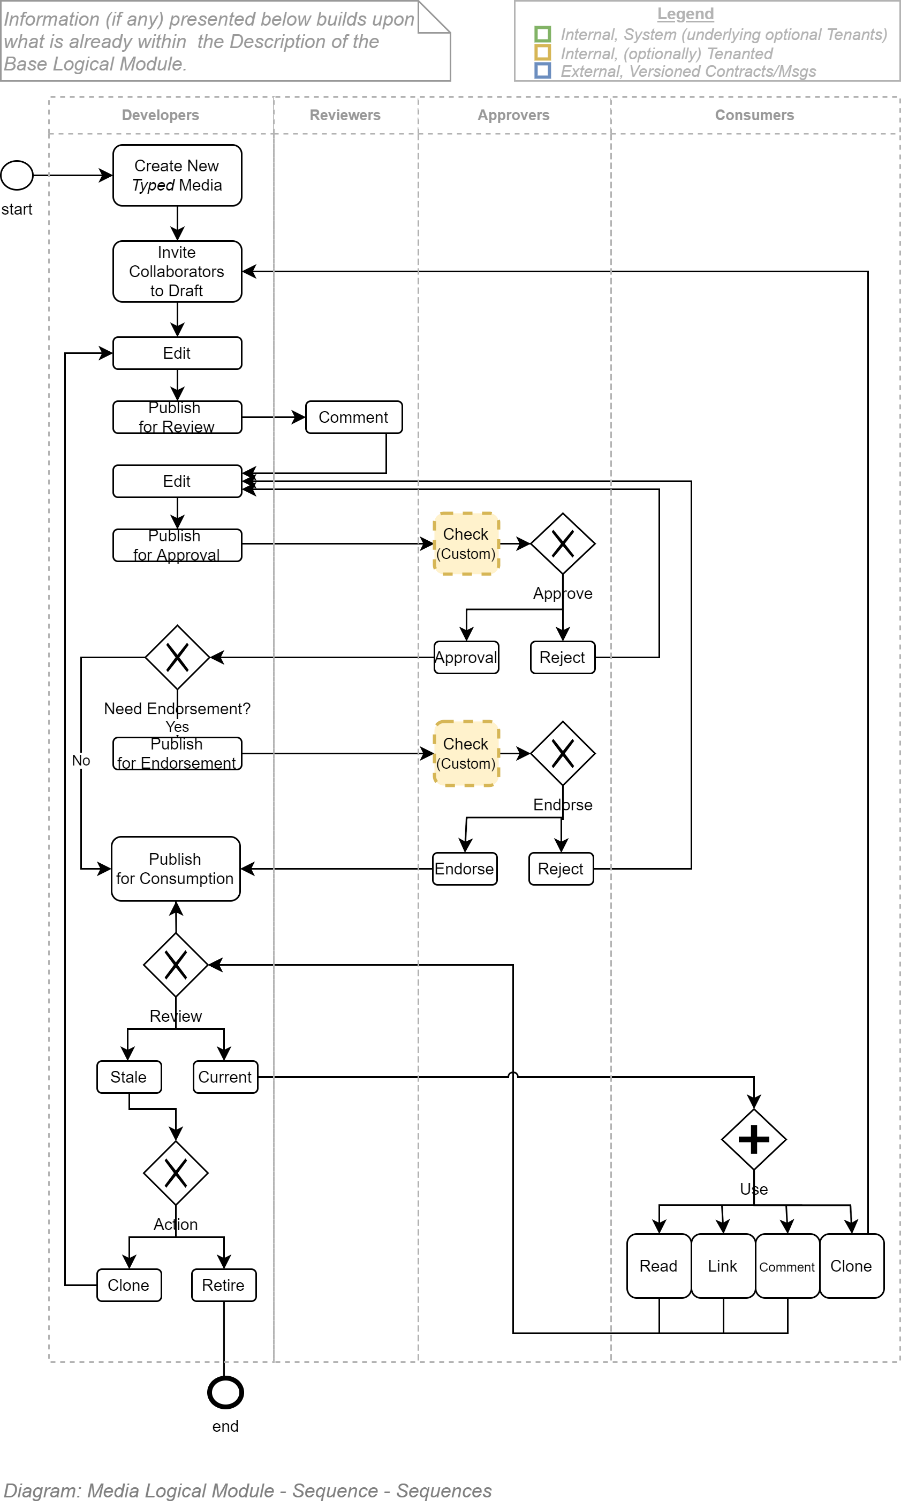 Information (if any) presented below builds upon
what is already within the Description of the
Base Logical Module.
Legend
Internal, System (underlying optional Tenants)
Internal, (optionally) Tenanted
External, Versioned Contracts/Msgs
Developers
Reviewers
Approvers
Consumers
start
Create New
Typed Media
Invite
Collaborators
to Draft
Edit
Publish
for Review
Comment
Edit
Publish
for Approval
Check
(Custom)
Approve
Approval
Reject
Need Endorsement?
Yes
No
Publish
for Endorsement
Check
(Custom)
Endorse
Endorse
Reject
Publish
for Consumption
Review
Stale
Current
Use
Action
Clone
Retire
Read
Link
Comment
Clone
end
Diagram: Media Logical Module - Sequence - Sequences